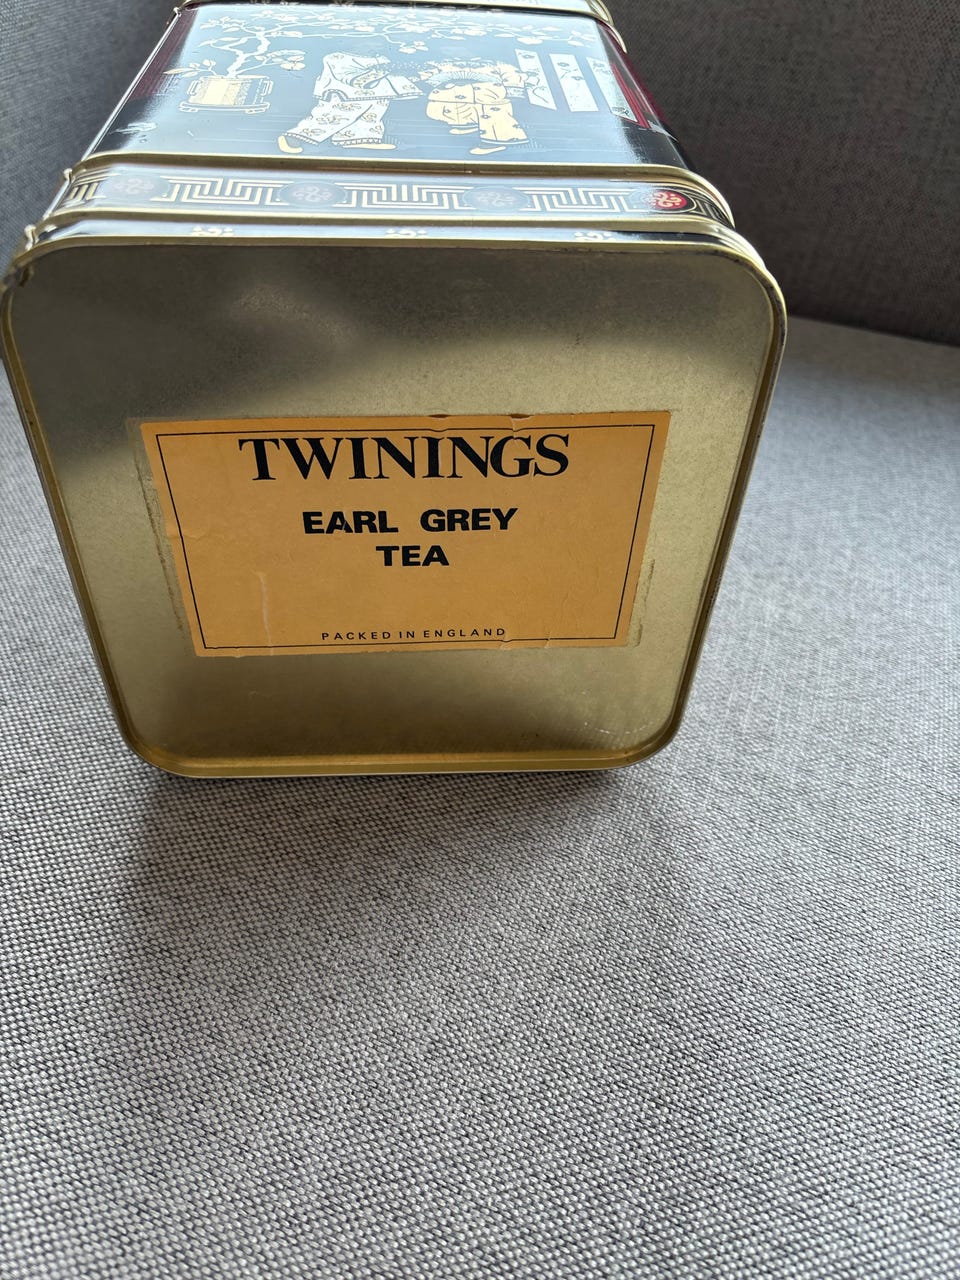 TWININGS
EARL GREY
TEA
PACKED IN ENGLAND